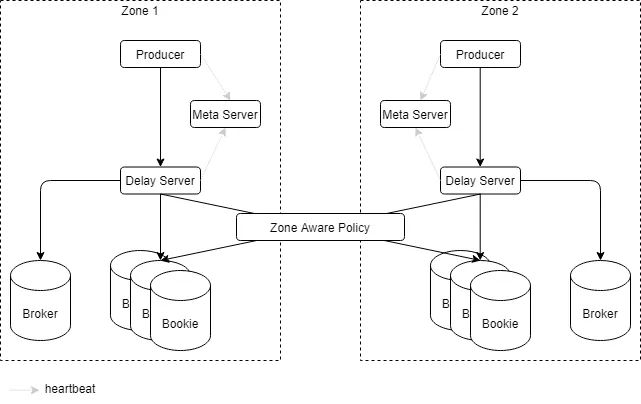 Zone 1
Zone 2
Producer
Producer
Meta Server
Meta Server
Delay Server
Delay Server
Zone Aware Policy
Broker
B
B
Bookie
B
B
Bookie
Broker
heartbeat